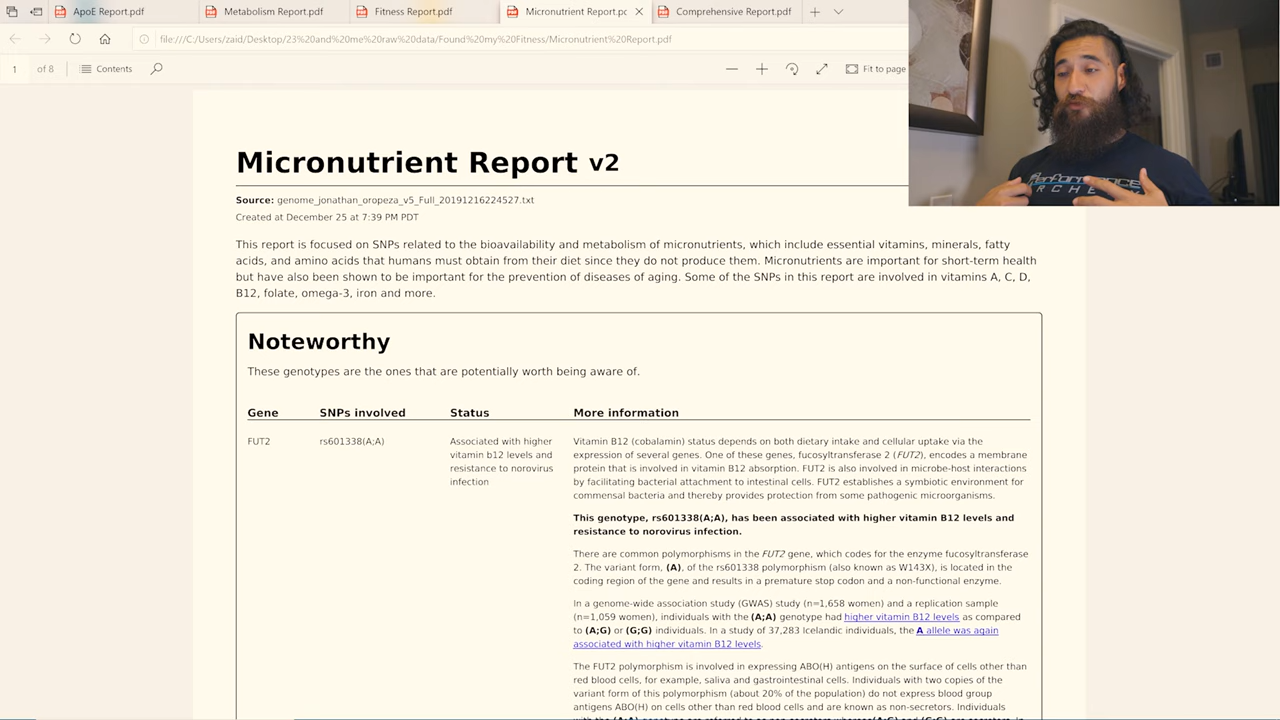 ApoE Report.pdf
Metabolism Report.pdf
Fitness Report.pdf
Micronutrient Report.pc
Comprehensive Report.pdf
file:///C:/Users/zaid/Desktop/23%20and%20me%20raw%20data/Found%20my%20Fitness/Micronutrient%20Report.pdf
1 of 8 Contents Fit to page
Micronutrient Report v2
Source: genome_jonathan_oropeza_v5_Full_20191216224527.txt
Created at December 25 at 7:39 PM PDT
This report is focused on SNPs related to the bioavailability and metabolism of micronutrients, which include essential vitamins, minerals, fatty
acids, and amino acids that humans must obtain from their diet since they do not produce them. Micronutrients are important for short-term health
but have also been shown to be important for the prevention of diseases of aging. Some of the SNPs in this report are involved in vitamins A, C, D,
B12, folate, omega-3, iron and more.
Noteworthy
These genotypes are the ones that are potentially worth being aware of.
Gene SNPs involved Status More information
FUT2
rs601338(A;A)
Associated with higher
vitamin b12 levels and
resistance to norovirus
infection
Vitamin B12 (cobalamin) status depends on both dietary intake and cellular uptake via the
expression of several genes. One of these genes, fucosyltransferase 2 (FUT2), encodes a membrane
protein that is involved in vitamin B12 absorption. FUT2 is also involved in microbe-host interactions
by facilitating bacterial attachment to intestinal cells. FUT2 establishes a symbiotic environment for
commensal bacteria and thereby provides protection from some pathogenic microorganisms.
This genotype, rs601338(A;A), has been associated with higher vitamin B12 levels and
resistance to norovirus infection.
There are common polymorphisms in the FUT2 gene, which codes for the enzyme fucosyltransferase
2. The variant form, (A), of the rs601338 polymorphism (also known as W143X), is located in the
coding region of the gene and results in a premature stop codon and a non-functional enzyme.
In a genome-wide association study (GWAS) study (n=1,658 women) and a replication sample
(n=1,059 women), individuals with the (A;A) genotype had higher vitamin B12 levels as compared
to (A;G) or (G;G) individuals. In a study of 37,283 Icelandic individuals, the A allele was again
associated with higher vitamin B12 levels.
The FUT2 polymorphism is involved in expressing ABO(H) antigens on the surface of cells other than
red blood cells, for example, saliva and gastrointestinal cells. Individuals with two copies of the
variant form of this polymorphism (about 20% of the population) do not express blood group
antigens ABO(H) on cells other than red blood cells and are known as non-secretors. Individuals